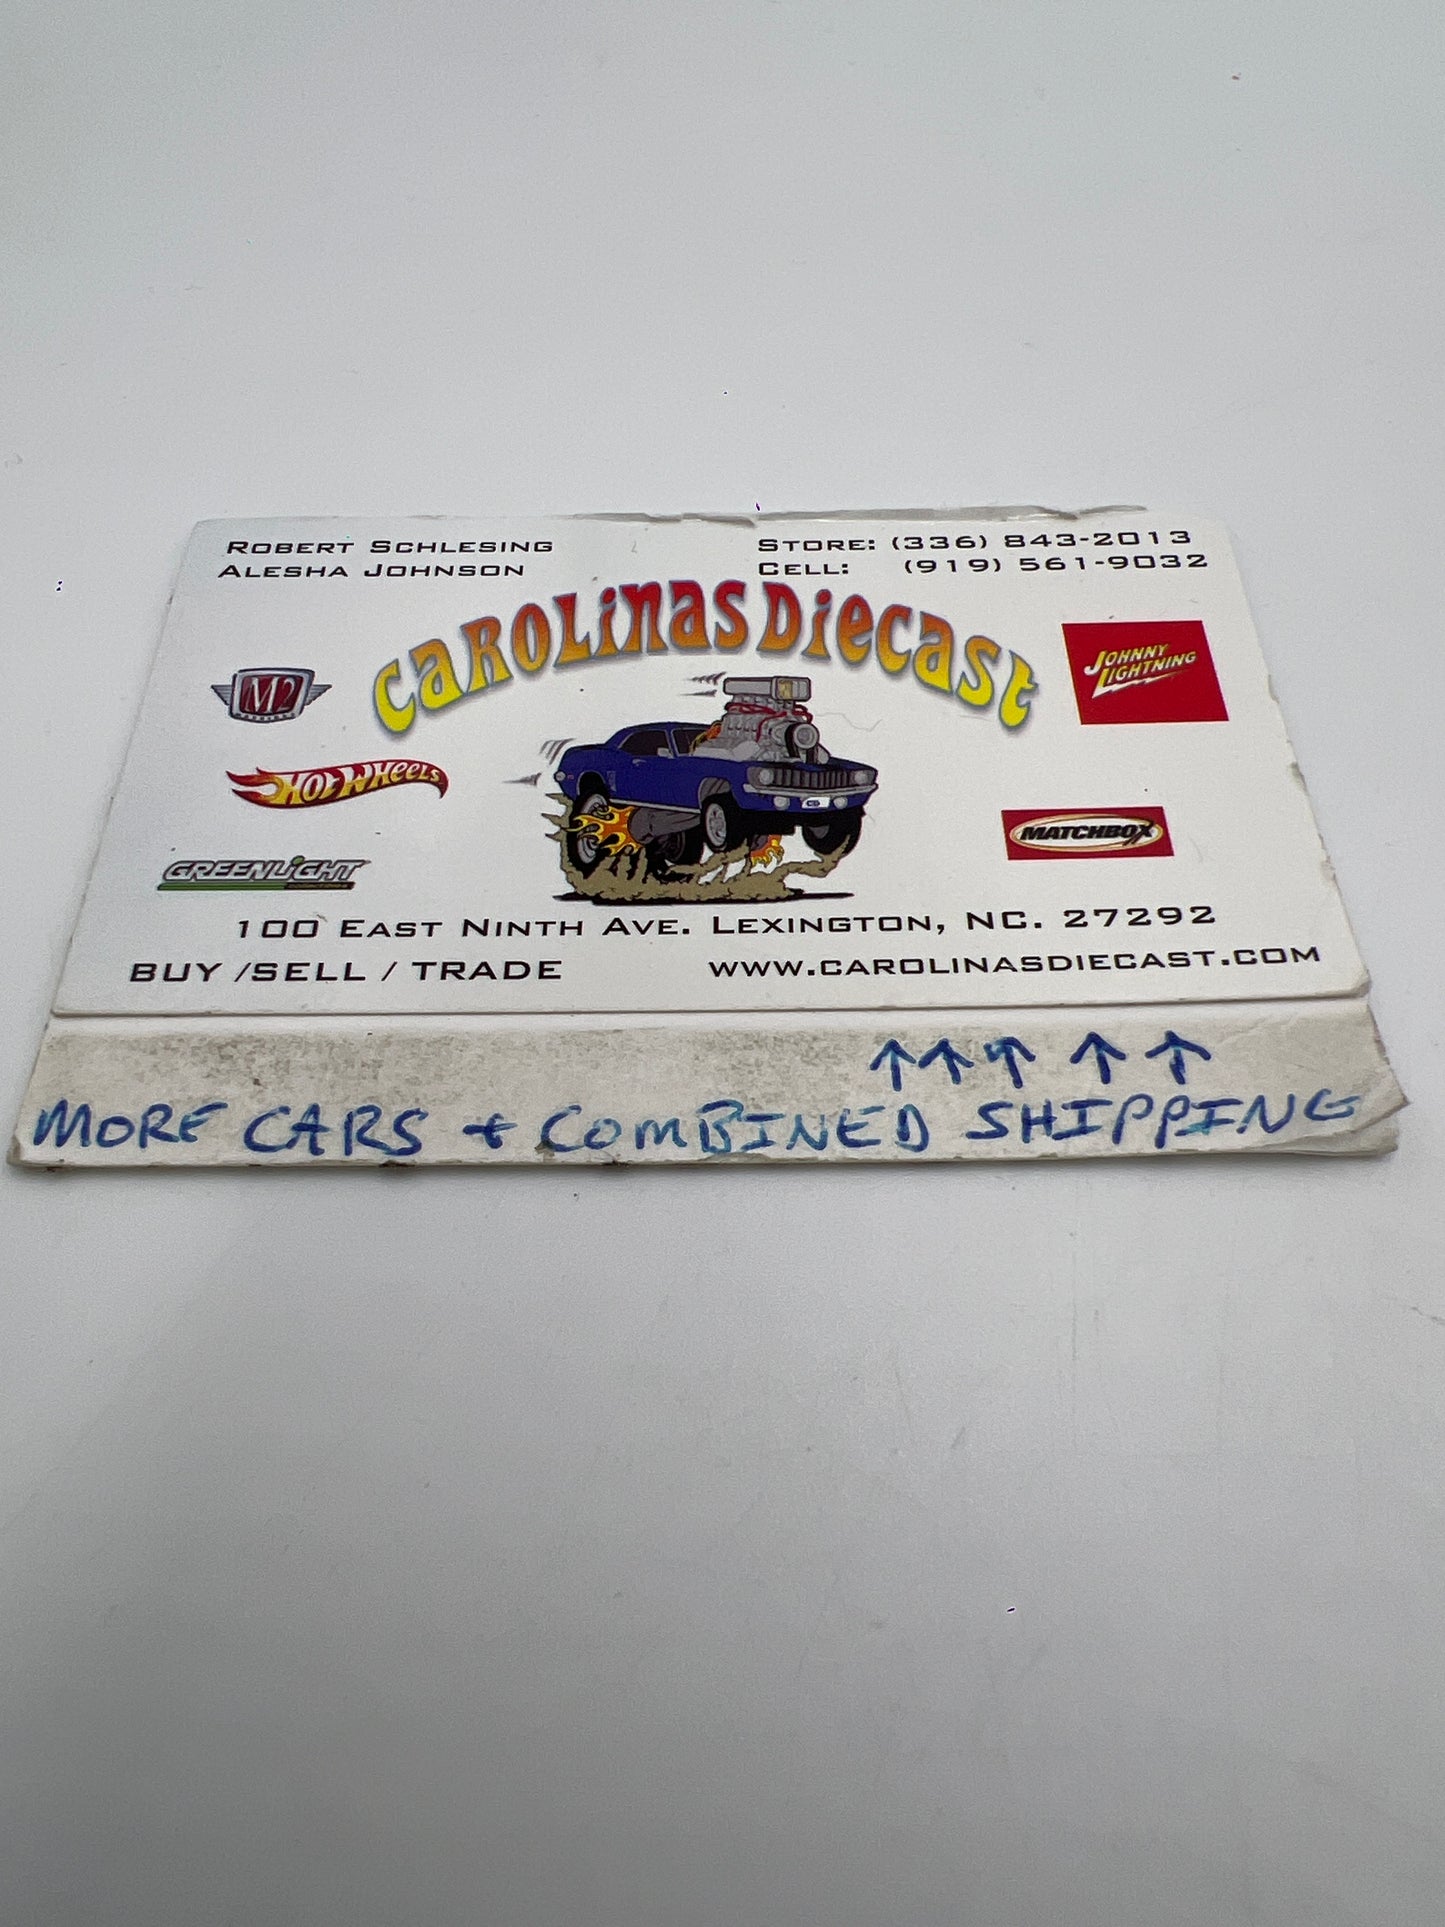 ROBERT SCHLESING
ALESHA JOHNSON
STORE: (336) 843-2013
CELL: (919) 561-9032
CAROLINAS DIECAST
M2
JOHNNY LIGHTNING
HOT WHEELS
MATCHBOX
GREENLIGHT
100 EAST NINTH AVE. LEXINGTON, NC. 27292
BUY /SELL / TRADE
WWW.CAROLINASDIECAST.COM
↑ ↑ ↑ ↑ ↑
MORE CARS + COMBINED SHIPPING